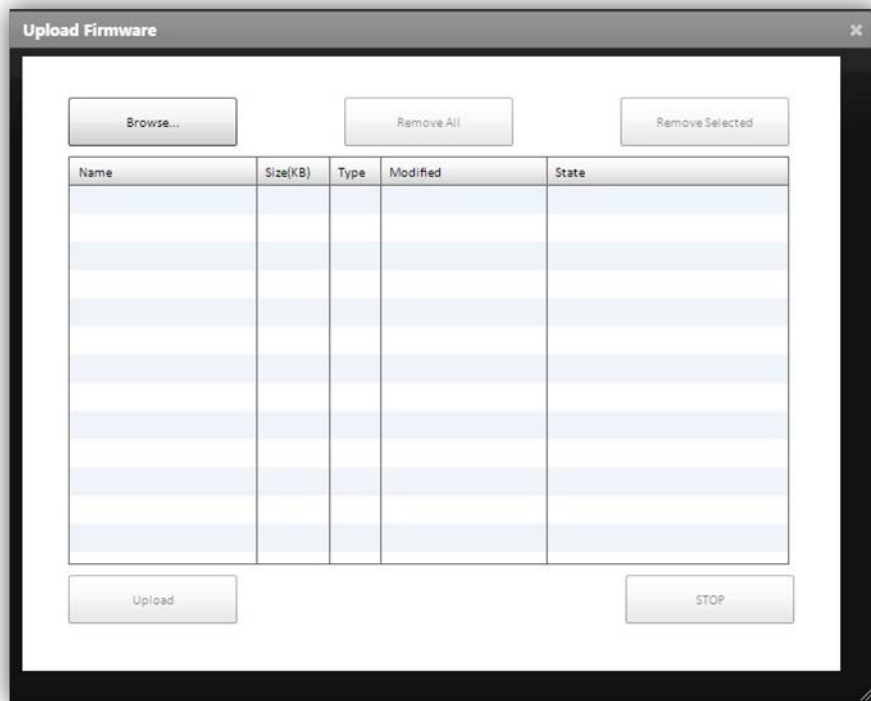 Upload Firmware
Browse... Remove All Remove Selected
Name Size(KB) Type Modified State
Upload STOP